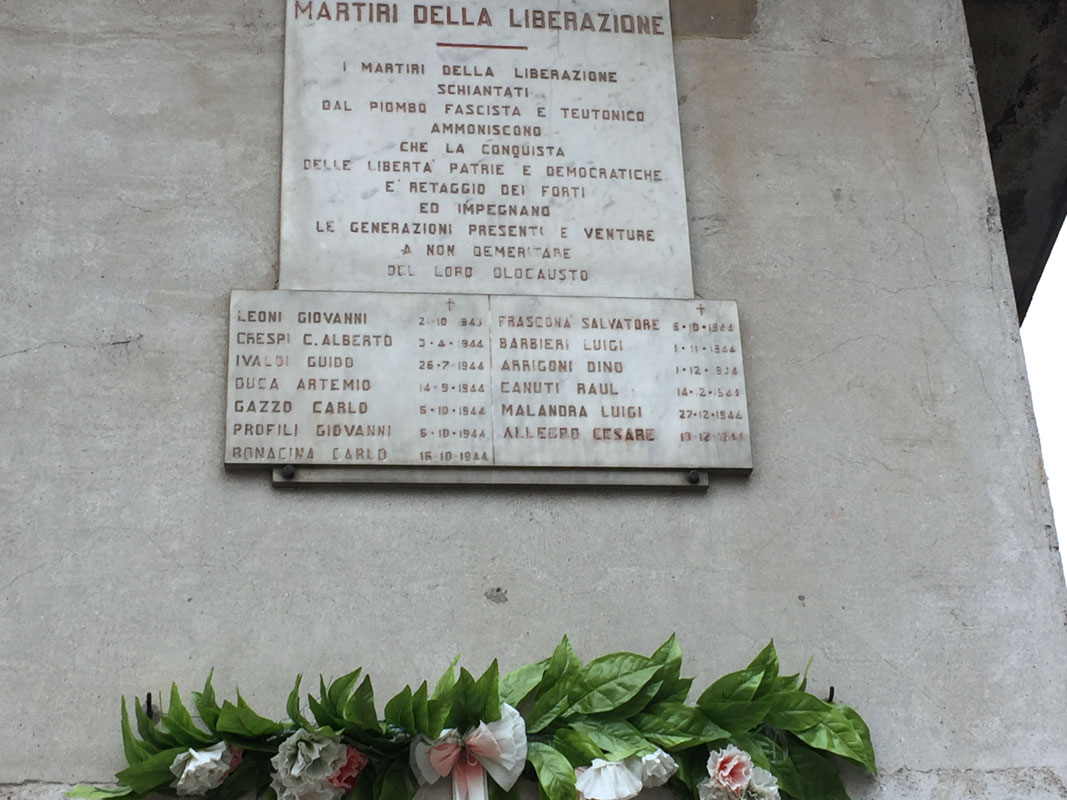 MARTIRI DELLA LIBERAZIONE
I MARTIRI DELLA LIBERAZIONE
SCHIANTATI
DAL PIOMBO FASCISTA E TEUTONICO
AMMONISCONO
CHE LA CONQUISTA
DELLE LIBERTA' PATRIE E DEMOCRATICHE
E' RETAGGIO DEI FORTI
ED IMPEGNANO
LE GENERAZIONI PRESENTI E VENTURE
A NON DEMERITARE
DEL LORO OLOCAUSTO
LEONI GIOVANNI
CRESPI C. ALBERTO 3-4-1944
IVALDI GUIDO 26-7-1944
DUCA ARTEMIO 14-9-1944
GAZZO CARLO 5-10-1944
PROFILI GIOVANNI 6-10-1944
BONACINA CARLO 16-10-1944
FRASCONA' SALVATORE 6-10-1944
BARBIERI LUIGI 1-11-1944
ARRIGONI DINO
CANUTI RAUL
MALANDRA LUIGI 27-12-1944
ALLEGRO CESARE